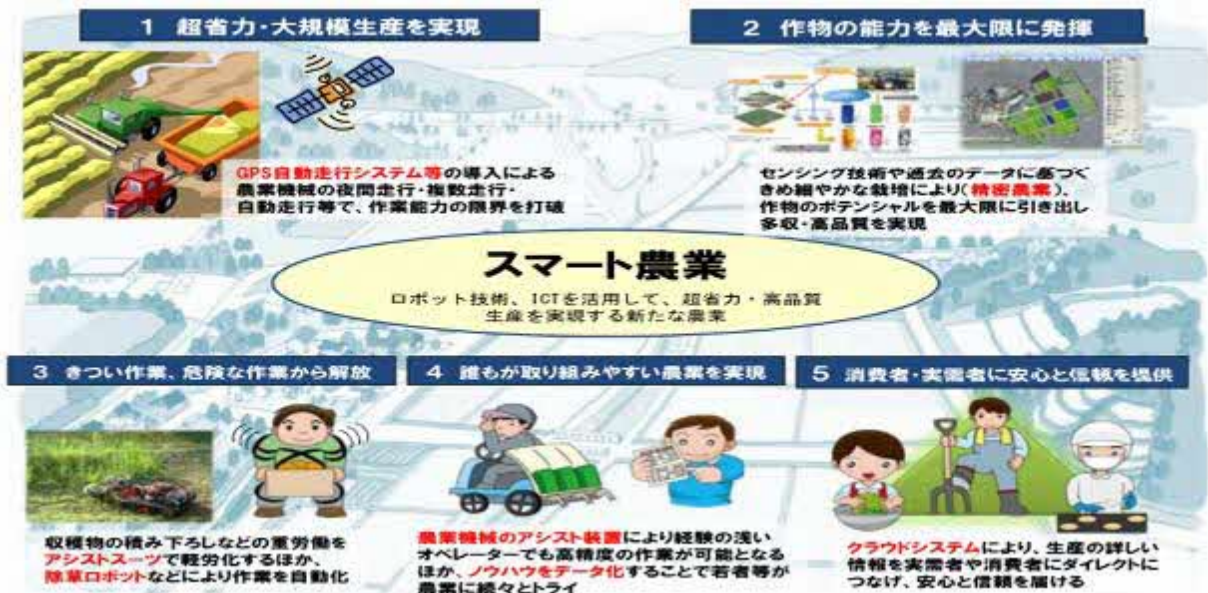 1 超省力・大規模生産を実現
GPS自動走行システム等の導入による
農業機械の夜間走行・複数走行・
自動走行等で、作業能力の限界を打破
2 作物の能力を最大限に発揮
センシング技術や過去のデータに基づく
きめ細やかな栽培により(精密農業)、
作物のポテンシャルを最大限に引き出し
多収・高品質を実現
スマート農業
ロボット技術、ICTを活用して、超省力・高品質
生産を実現する新たな農業
3 きつい作業、危険な作業から解放
収穫物の積み下ろしなどの重労働を
アシストスーツで軽労化するほか、
除草ロボットなどにより作業を自動化
4 誰もが取り組みやすい農業を実現
農業機械のアシスト装置により経験の浅い
オペレーターでも高精度の作業が可能となる
ほか、ノウハウをデータ化することで若者等が
農業に続々とトライ
5 消費者・実需者に安心と信頼を提供
クラウドシステムにより、生産の詳しい
情報を実需者や消費者にダイレクトに
つなげ、安心と信頼を届ける